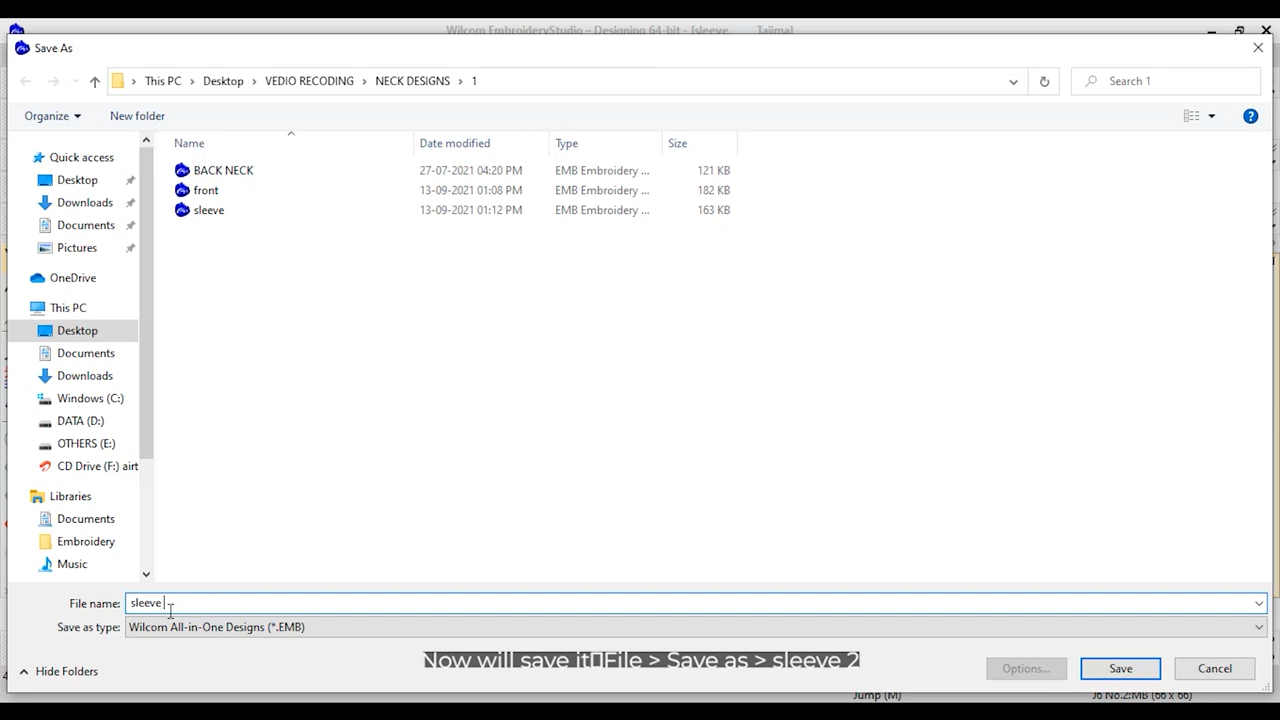 Wilcom EmbroideryStudio – Designing 64-bit - [sleeve Tajima]
Save As
This PC > Desktop > VEDIO RECODING > NECK DESIGNS > 1
Search 1
Organize
New folder
Name Date modified Type Size
BACK NECK 27-07-2021 04:20 PM EMB Embroidery ... 121 KB
front 13-09-2021 01:08 PM EMB Embroidery ... 182 KB
sleeve 13-09-2021 01:12 PM EMB Embroidery ... 163 KB
Quick access
Desktop
Downloads
Documents
Pictures
OneDrive
This PC
Desktop
Documents
Downloads
Windows (C:)
DATA (D:)
OTHERS (E:)
CD Drive (F:) airt
Libraries
Documents
Embroidery
Music
File name: sleeve
Save as type: Wilcom All-in-One Designs (*.EMB)
Now will save it File > Save as > sleeve 2
Hide Folders
Options...
Save
Cancel
Jump (M)
J6 No.2:MB (66 x 66)